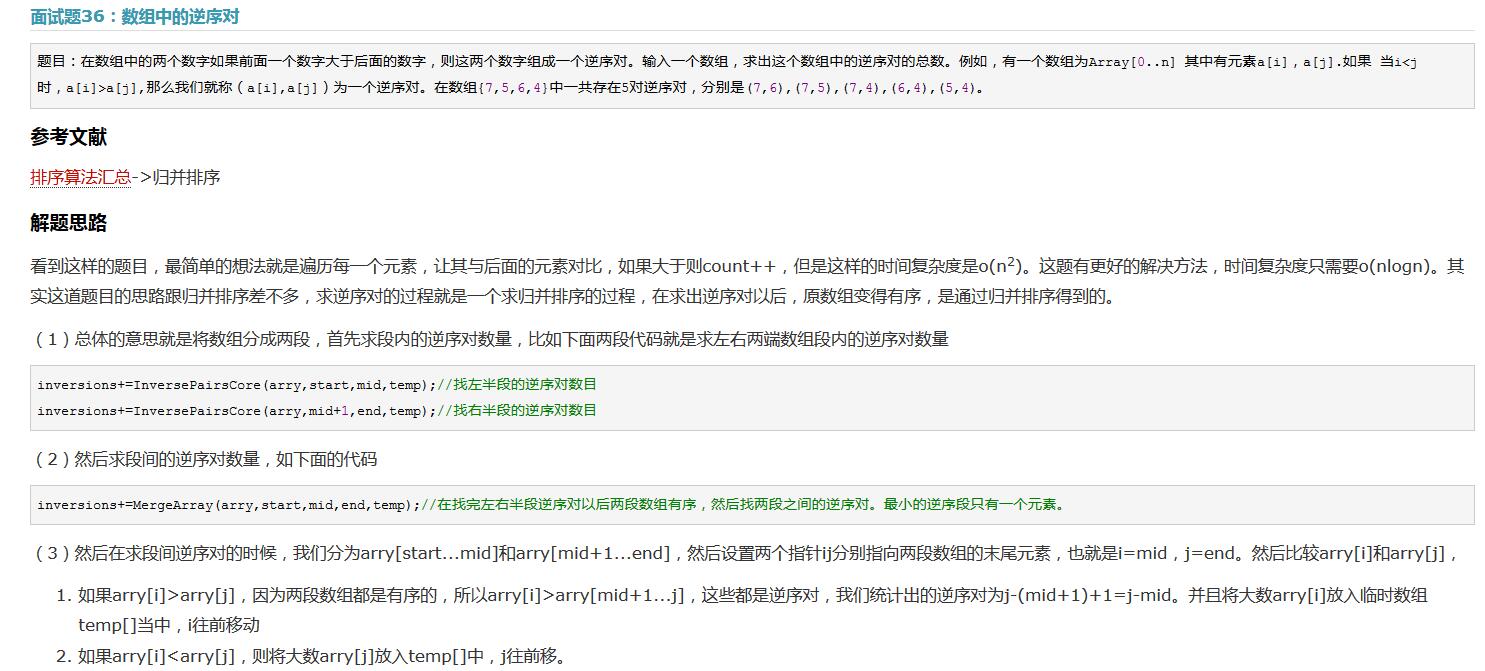 面试题36：数组中的逆序对
题目：在数组中的两个数字如果前面一个数字大于后面的数字，则这两个数字组成一个逆序对。输入一个数组，求出这个数组中的逆序对的总数。例如，有一个数组为Array[0..n] 其中有元素a[i]，a[j].如果 当i<j
时，a[i]>a[j],那么我们就称（a[i],a[j]）为一个逆序对。在数组{7,5,6,4}中一共存在5对逆序对，分别是(7,6),(7,5),(7,4),(6,4),(5,4)。
参考文献
排序算法汇总->归并排序
解题思路
看到这样的题目，最简单的想法就是遍历每一个元素，让其与后面的元素对比，如果大于则count++，但是这样的时间复杂度是o(n²)。这题有更好的解决方法，时间复杂度只需要o(nlogn)。其
实这道题目的思路跟归并排序差不多，求逆序对的过程就是一个求归并排序的过程，在求出逆序对以后，原数组变得有序，是通过归并排序得到的。
（1）总体的意思就是将数组分成两段，首先求段内的逆序对数量，比如下面两段代码就是求左右两端数组段内的逆序对数量
inversions+=InversePairsCore(arry,start,mid,temp);//找左半段的逆序对数目
inversions+=InversePairsCore(arry,mid+1,end,temp);//找右半段的逆序对数目
（2）然后求段间的逆序对数量，如下面的代码
inversions+=MergeArray(arry,start,mid,end,temp);//在找完左右半段逆序对以后两段数组有序，然后找两段之间的逆序对。最小的逆序段只有一个元素。
（3）然后在求段间逆序对的时候，我们分为arry[start...mid]和arry[mid+1...end]，然后设置两个指针ij分别指向两段数组的末尾元素，也就是i=mid，j=end。然后比较arry[i]和arry[j]，
1. 如果arry[i]>arry[j]，因为两段数组都是有序的，所以arry[i]>arry[mid+1...j]，这些都是逆序对，我们统计出的逆序对为j-(mid+1)+1=j-mid。并且将大数arry[i]放入临时数组
temp[]当中，i往前移动
2. 如果arry[i]<arry[j]，则将大数arry[j]放入temp[]中，j往前移。